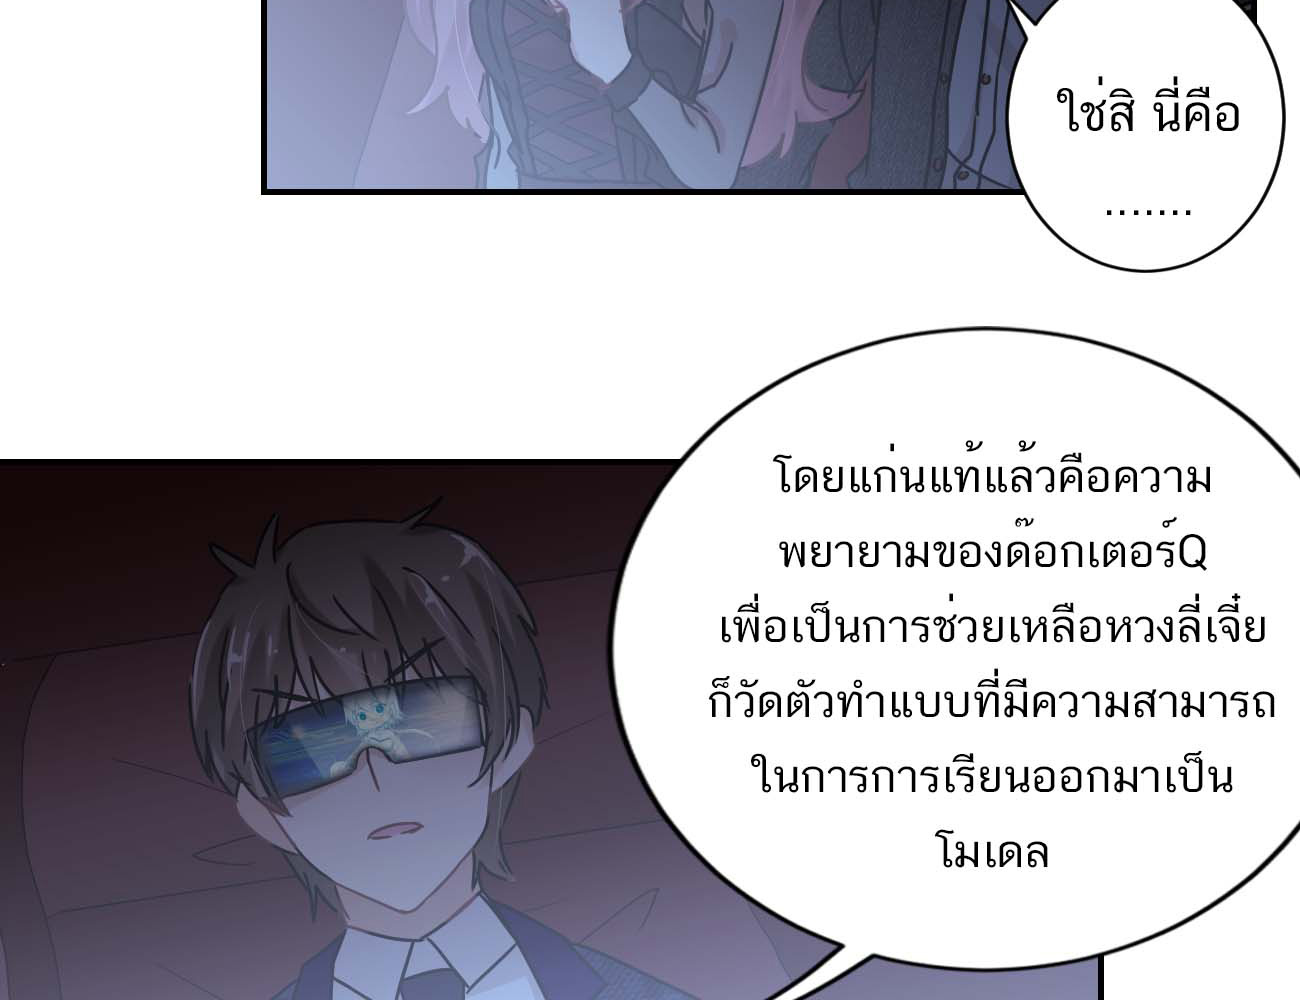 ใช่สิ นี่คือ
.......
โดยแก่นแท้แล้วคือความ
พยายามของด๊อกเตอร์Q
เพื่อเป็นการช่วยเหลือหวงลี่เจี๋ย
ก็วัดตัวทำแบบที่มีความสามารถ
ในการการเรียนออกมาเป็น
โมเดล